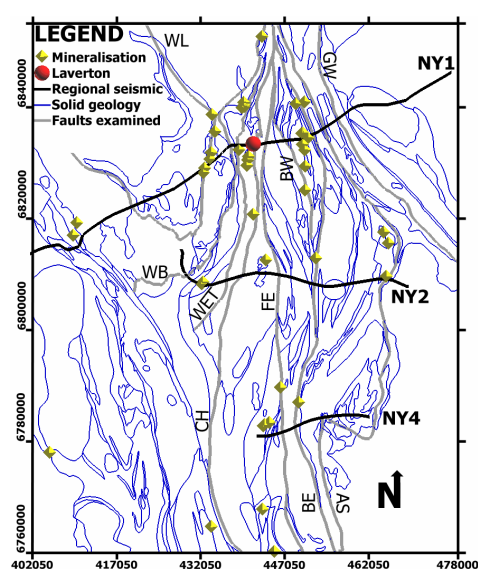 LEGEND
Mineralisation
Laverton
Regional seismic
Solid geology
Faults examined
WL
GW
NY1
BW
WB
WET
FE
NY2
CH
NY4
BE
AS
N
6840000
6820000
6800000
6780000
6760000
402050 417050 432050 447050 462050 478050